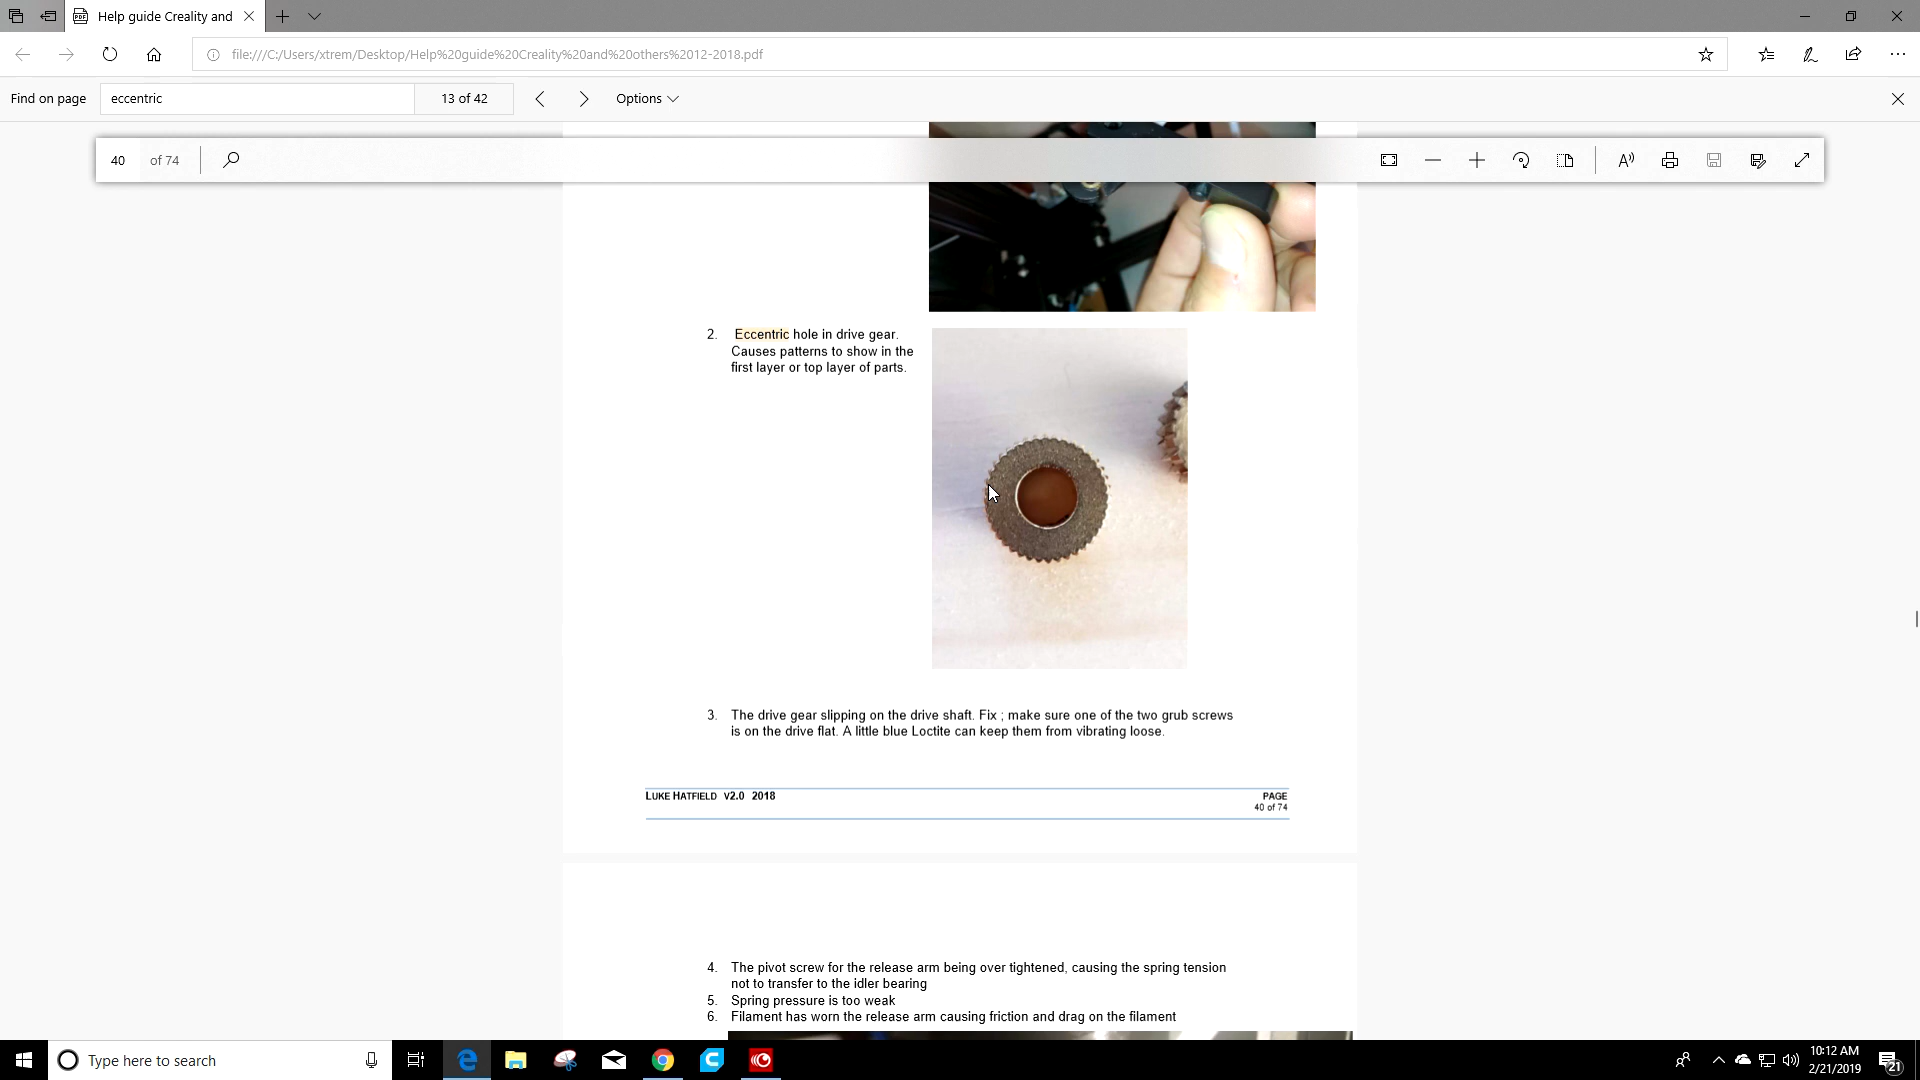 Help guide Creality and
file:///C:/Users/xtrem/Desktop/Help%20guide%20Creality%20and%20others%2012-2018.pdf
Find on page
eccentric
13 of 42
Options
40 of 74
2. Eccentric hole in drive gear.
Causes patterns to show in the
first layer or top layer of parts.
3. The drive gear slipping on the drive shaft. Fix ; make sure one of the two grub screws
is on the drive flat. A little blue Loctite can keep them from vibrating loose.
LUKE HATFIELD V2.0 2018
PAGE
40 of 74
4. The pivot screw for the release arm being over tightened, causing the spring tension
not to transfer to the idler bearing
5. Spring pressure is too weak
6. Filament has worn the release arm causing friction and drag on the filament
Type here to search
10:12 AM
2/21/2019
21